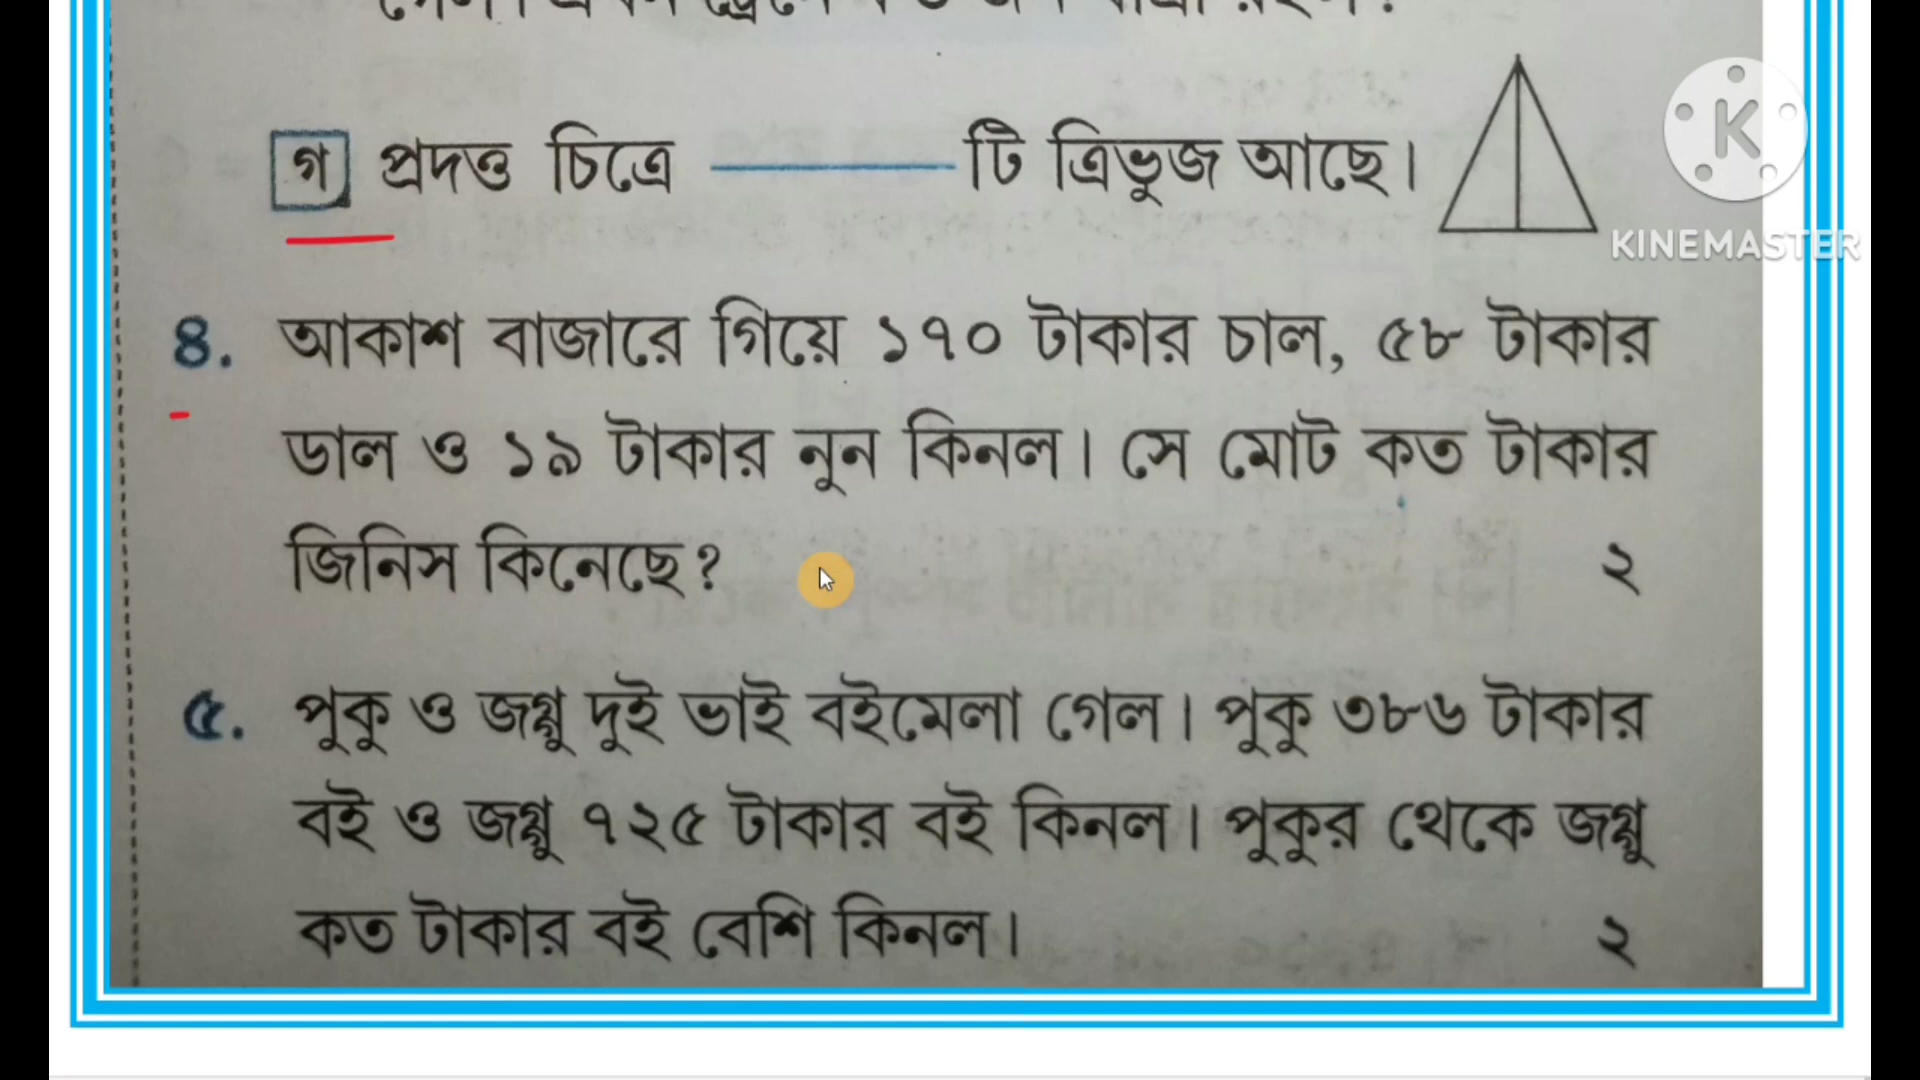 গ প্রদত্ত চিত্রে ______ টি ত্রিভুজ আছে।
KINEMASTER
৪. আকাশ বাজারে গিয়ে ১৭০ টাকার চাল, ৫৮ টাকার
ডাল ও ১৯ টাকার নুন কিনল। সে মোট কত টাকার
জিনিস কিনেছে? ২
৫. পুকু ও জগ্গু দুই ভাই বইমেলা গেল। পুকু ৩৮৬ টাকার
বই ও জগ্গু ৭২৫ টাকার বই কিনল। পুকুর থেকে জগ্গু
কত টাকার বই বেশি কিনল। ২